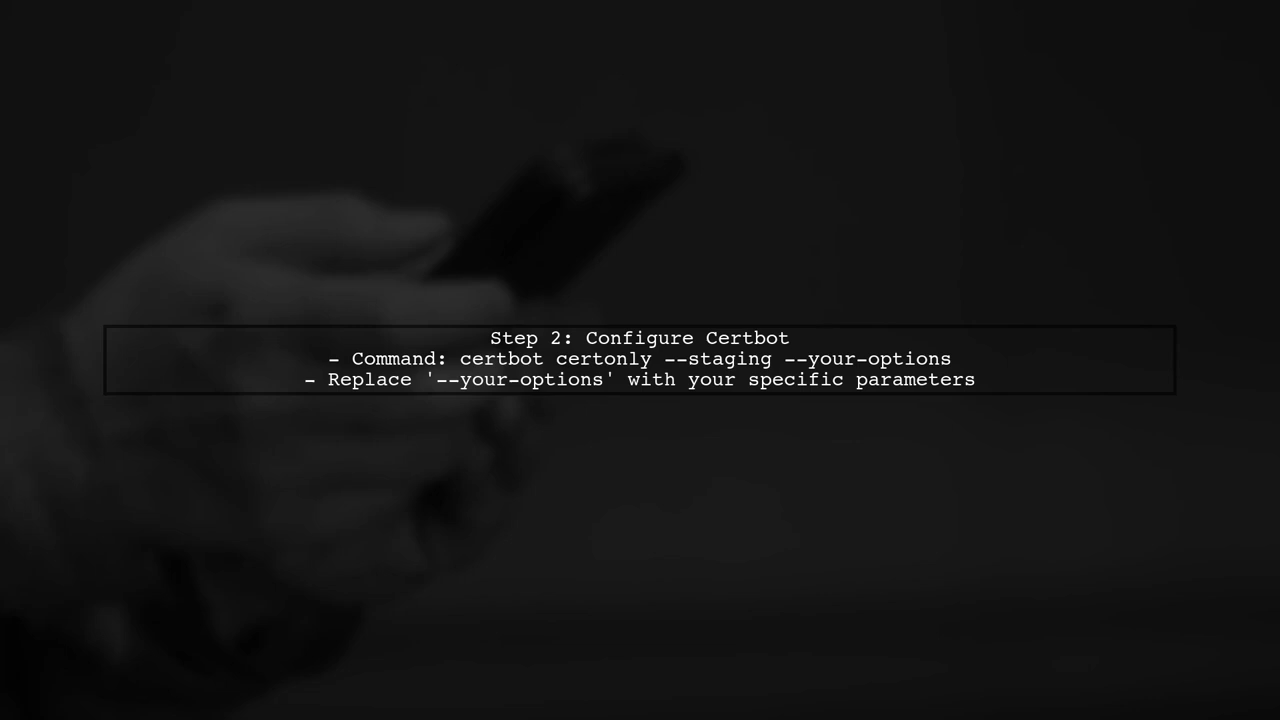 Step 2: Configure Certbot
- Command: certbot certonly --staging --your-options
- Replace '--your-options' with your specific parameters